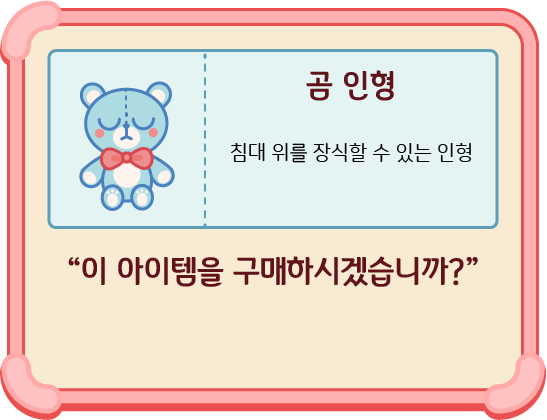 곰 인형
침대 위를 장식할 수 있는 인형
“이 아이템을 구매하시겠습니까?”